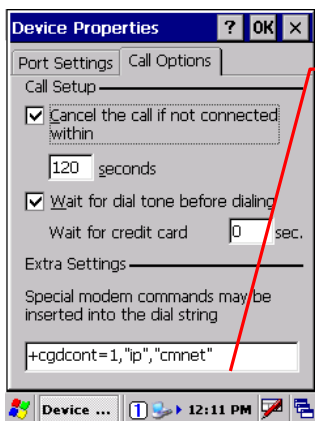 Device Properties ? OK ×
Port Settings Call Options
Call Setup
Cancel the call if not connected
within
120 seconds
Wait for dial tone before dialing
Wait for credit card 0 sec.
Extra Settings
Special modem commands may be
inserted into the dial string
+cgdcont=1,"ip","cmnet"
Device ... 1 12:11 PM